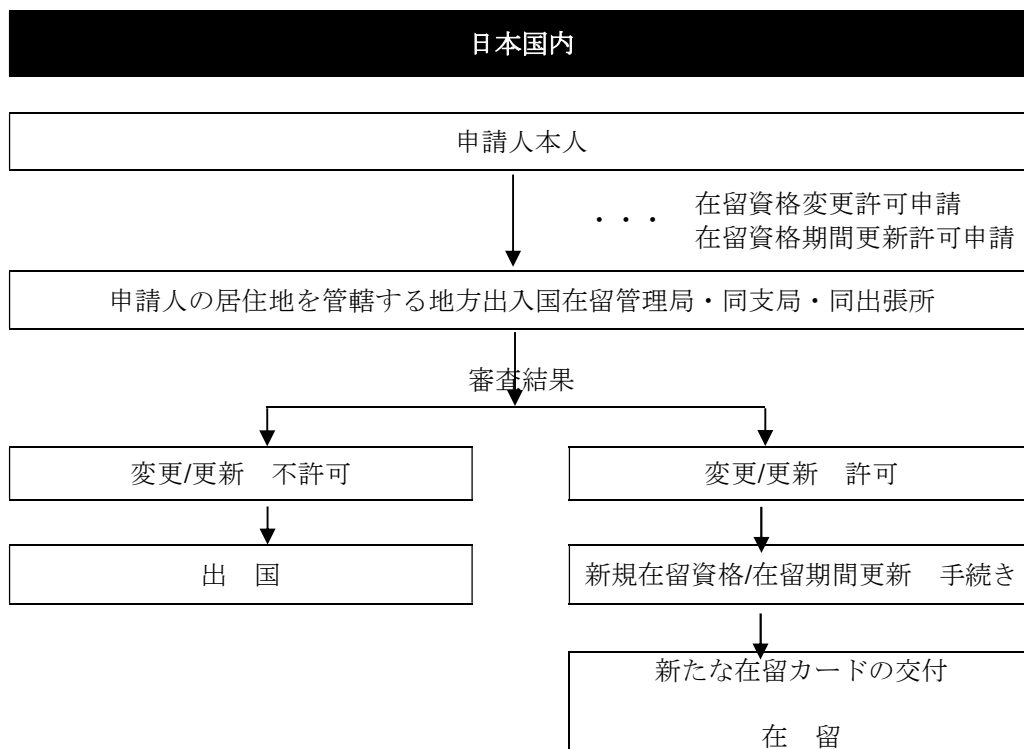 日本国内
申請人本人
・・・ 在留資格変更許可申請
在留資格期間更新許可申請
申請人の居住地を管轄する地方出入国在留管理局・同支局・同出張所
審査結果
変更/更新　不許可
変更/更新　許可
出　国
新規在留資格/在留期間更新　手続き
新たな在留カードの交付
在　留